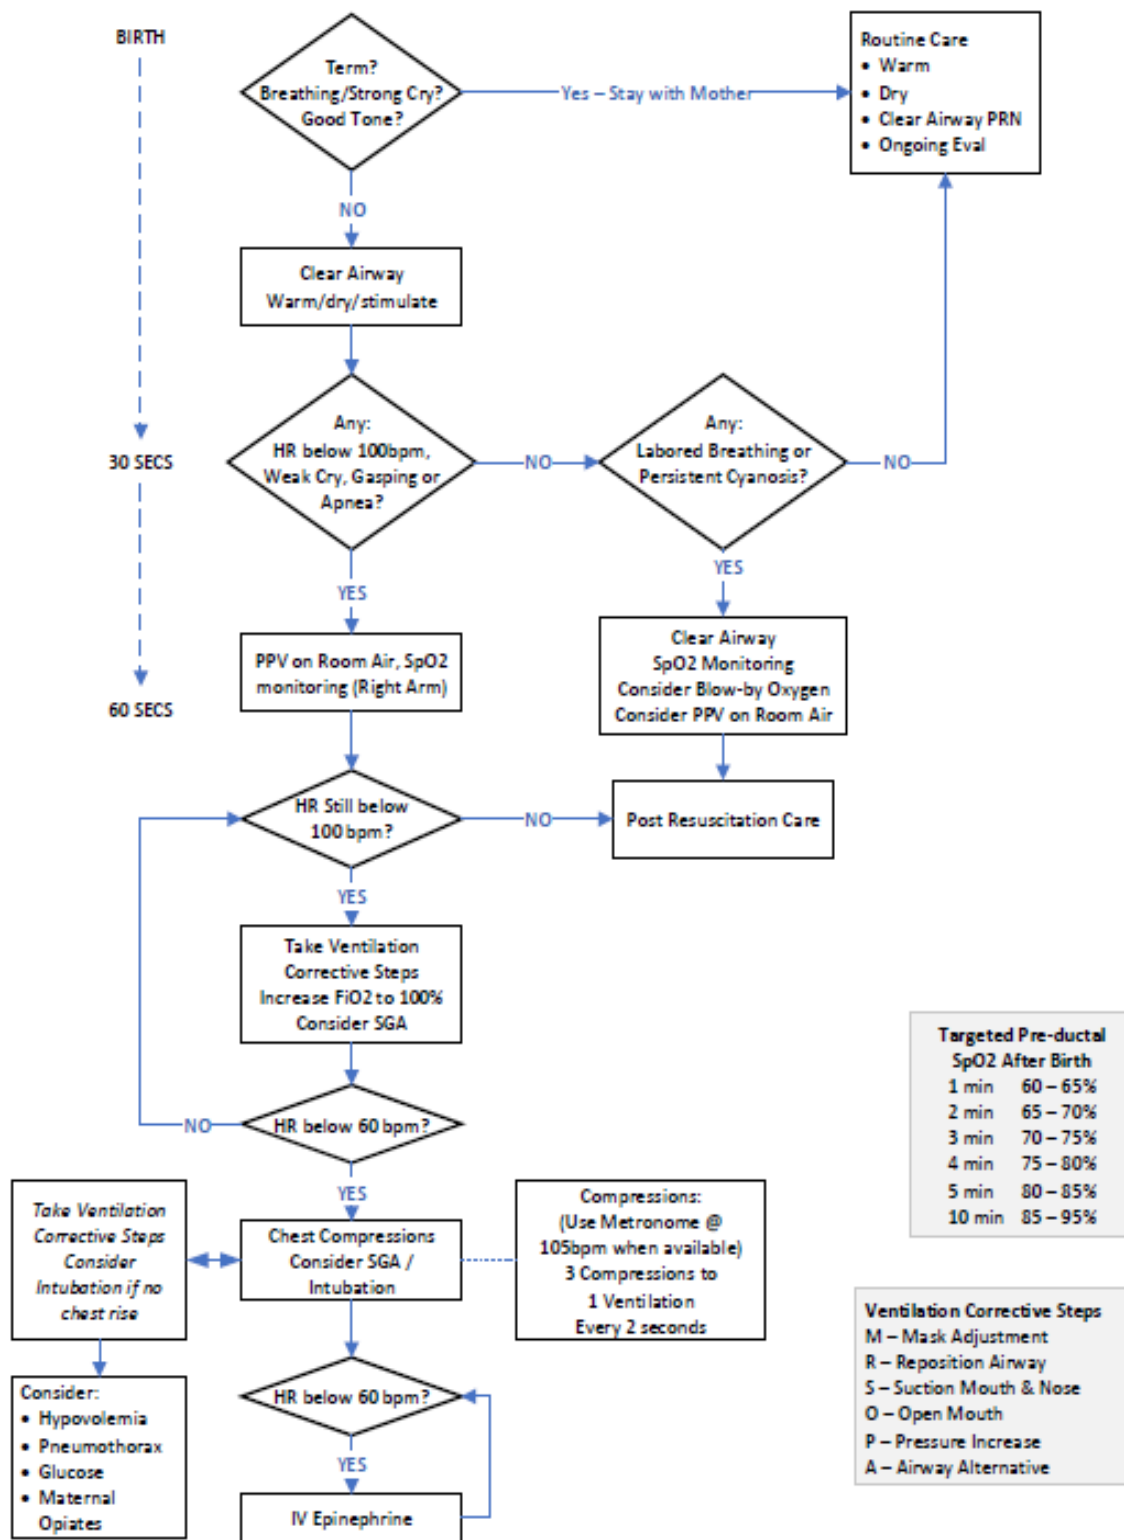 BIRTH
Term?
Breathing/Strong Cry?
Good Tone?
Yes – Stay with Mother
Routine Care
• Warm
• Dry
• Clear Airway PRN
• Ongoing Eval
NO
Clear Airway
Warm/dry/stimulate
30 SECS
Any:
HR below 100bpm,
Weak Cry, Gasping or
Apnea?
NO
Any:
Labored Breathing or
Persistent Cyanosis?
NO
YES
YES
PPV on Room Air, SpO2
monitoring (Right Arm)
Clear Airway
SpO2 Monitoring
Consider Blow-by Oxygen
Consider PPV on Room Air
60 SECS
HR Still below
100 bpm?
NO
Post Resuscitation Care
YES
Take Ventilation
Corrective Steps
Increase FiO2 to 100%
Consider SGA
HR below 60 bpm?
NO
YES
Take Ventilation
Corrective Steps
Consider
Intubation if no
chest rise
Chest Compressions
Consider SGA /
Intubation
Compressions:
(Use Metronome @
105bpm when available)
3 Compressions to
1 Ventilation
Every 2 seconds
Consider:
• Hypovolemia
• Pneumothorax
• Glucose
• Maternal
Opiates
HR below 60 bpm?
YES
IV Epinephrine
Targeted Pre-ductal
SpO2 After Birth
1 min 60 – 65%
2 min 65 – 70%
3 min 70 – 75%
4 min 75 – 80%
5 min 80 – 85%
10 min 85 – 95%
Ventilation Corrective Steps
M – Mask Adjustment
R – Reposition Airway
S – Suction Mouth & Nose
O – Open Mouth
P – Pressure Increase
A – Airway Alternative